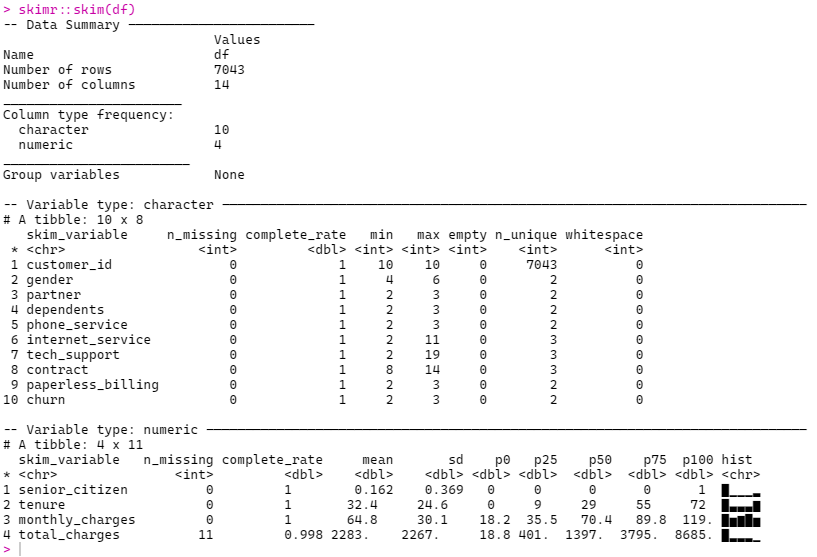 > skimr::skim(df)
-- Data Summary ────────────────────────
                           Values
Name                       df
Number of rows             7043
Number of columns          14
_______________________
Column type frequency:
  character                10
  numeric                  4
________________________
Group variables            None

-- Variable type: character ────────────────────────────────────────────────────────────────────────────
# A tibble: 10 x 8
   skim_variable     n_missing complete_rate   min   max empty n_unique whitespace
 * <chr>                 <int>         <dbl> <int> <int> <int>    <int>      <int>
 1 customer_id               0             1    10    10     0     7043          0
 2 gender                    0             1     4     6     0        2          0
 3 partner                   0             1     2     3     0        2          0
 4 dependents                0             1     2     3     0        2          0
 5 phone_service             0             1     2     3     0        2          0
 6 internet_service          0             1     2    11     0        3          0
 7 tech_support              0             1     2    19     0        3          0
 8 contract                  0             1     8    14     0        3          0
 9 paperless_billing         0             1     2     3     0        2          0
10 churn                     0             1     2     3     0        2          0

-- Variable type: numeric ──────────────────────────────────────────────────────────────────────────────
# A tibble: 4 x 11
  skim_variable   n_missing complete_rate     mean       sd    p0   p25    p50    p75  p100 hist
* <chr>               <int>         <dbl>    <dbl>    <dbl> <dbl> <dbl>  <dbl>  <dbl> <dbl> <chr>
1 senior_citizen          0         1        0.162    0.369   0     0      0      0      1  █▁▁▁▂
2 tenure                  0         1       32.4     24.6     0     9     29     55     72  █▃▃▃▆
3 monthly_charges         0         1       64.8     30.1    18.2  35.5   70.4   89.8  119. █▅▆█▅
4 total_charges          11         0.998 2283.    2267.     18.8 401.  1397.  3795.  8685. █▂▂▂▁
>